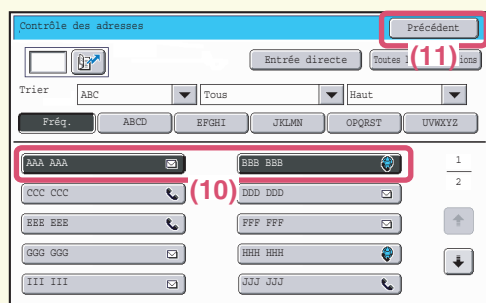 Contrôle des adresses
Précédent
(11)
Entrée directe
Toutes
ions
Trier
ABC
Tous
Haut
Fréq.
ABCD
EFGHI
JKLMN
OPQRST
UVWXYZ
AAA AAA
BBB BBB
1
2
(10)
CCC CCC
DDD DDD
EEE EEE
FFF FFF
GGG GGG
HHH HHH
III III
JJJ JJJ